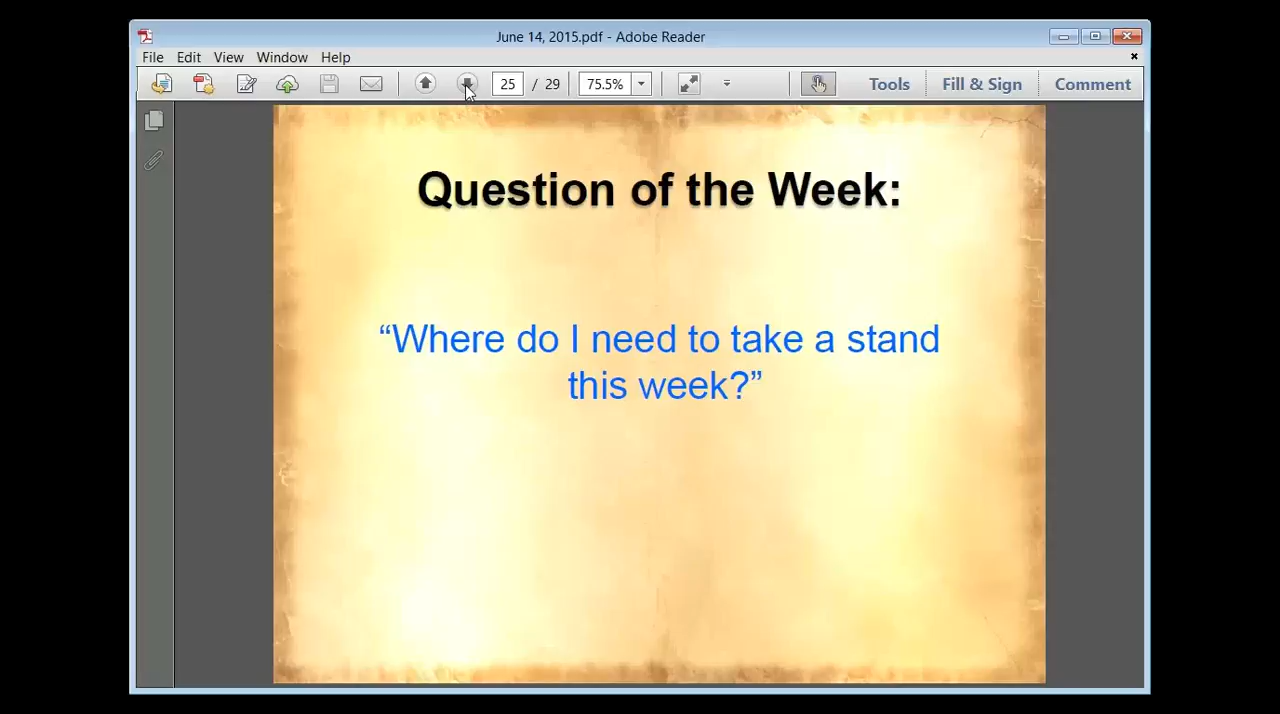 June 14, 2015.pdf - Adobe Reader
File Edit View Window Help
25 / 29 75.5% Tools Fill & Sign Comment
Question of the Week:
“Where do I need to take a stand
this week?”